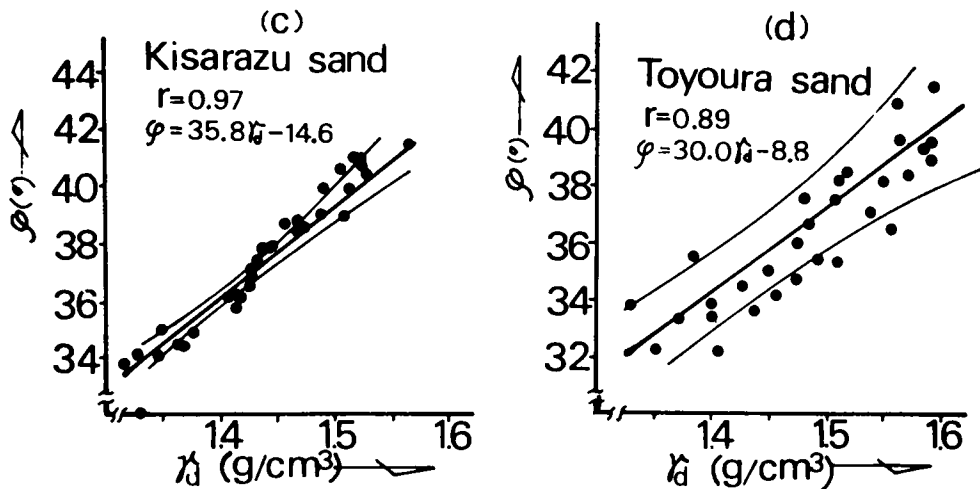 (c)
Kisarazu sand
r=0.97
φ=35.8γd-14.6
44
42
40
38
36
34
φ(°)
1.4
1.5
1.6
γd (g/cm³)
(d)
Toyoura sand
r=0.89
φ=30.0γd-8.8
42
40
38
36
34
32
φ(°)
1.4
1.5
1.6
γd (g/cm³)